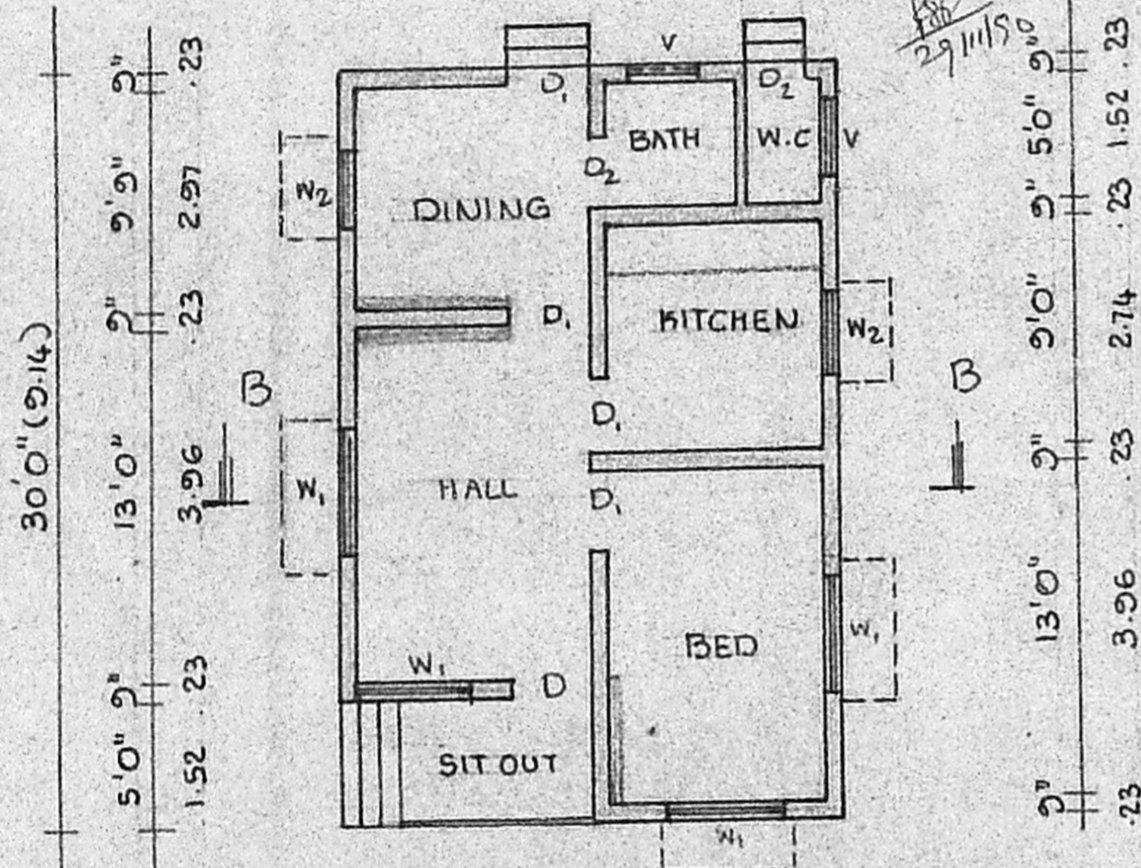 29/11/90
30'0" (9.14)
9" .23
9'9" 2.97
9" .23
13'0" 3.96
9" .23
5'0" 1.52
V
D1 D2
BATH W.C V
D2
W2
DINING
D1
KITCHEN W2
B B
D1
W1 HALL
D1
BED W1
W1 D
SIT OUT
W1
9" .23
5'0" 1.52
9" .23
9'0" 2.74
9" .23
13'0" 3.96
9" .23